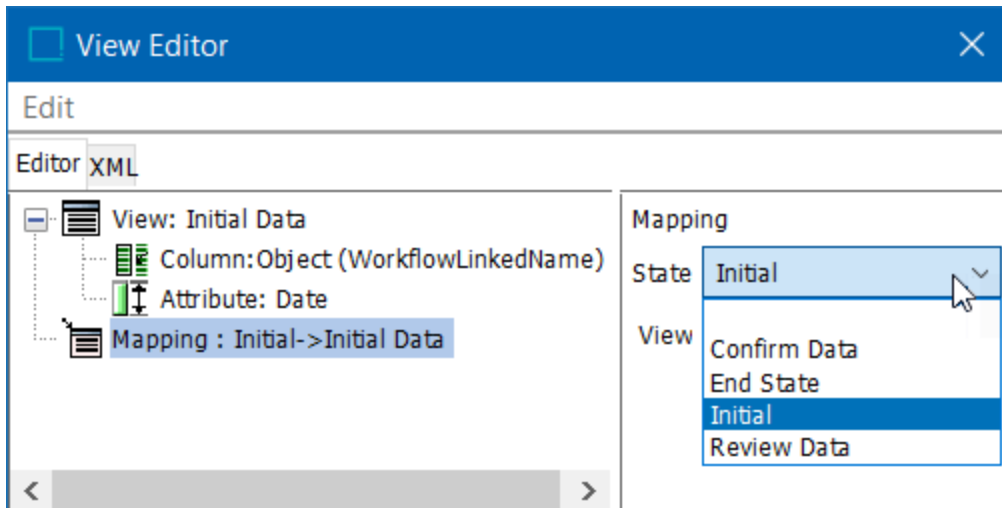 View Editor
Edit
Editor XML
View: Initial Data
Column:Object (WorkflowLinkedName)
Attribute: Date
Mapping : Initial->Initial Data
Mapping
State Initial
View
Confirm Data
End State
Initial
Review Data